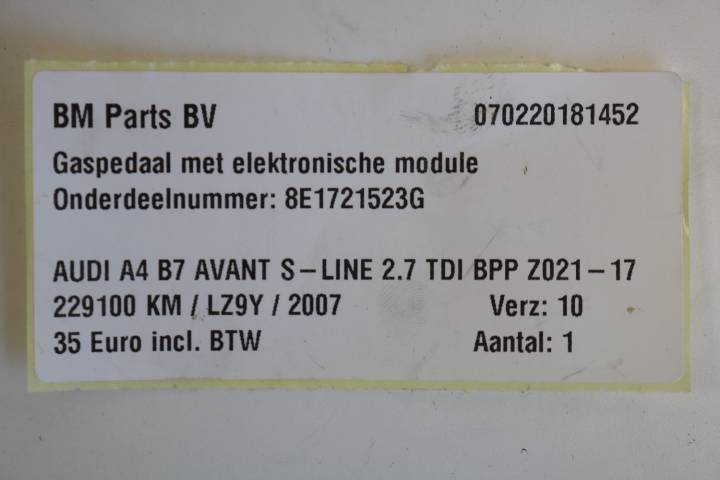 BM Parts BV 070220181452
Gaspedaal met elektronische module
Onderdeelnummer: 8E1721523G
AUDI A4 B7 AVANT S-LINE 2.7 TDI BPP Z021-17
229100 KM / LZ9Y / 2007 Verz: 10
35 Euro incl. BTW Aantal: 1